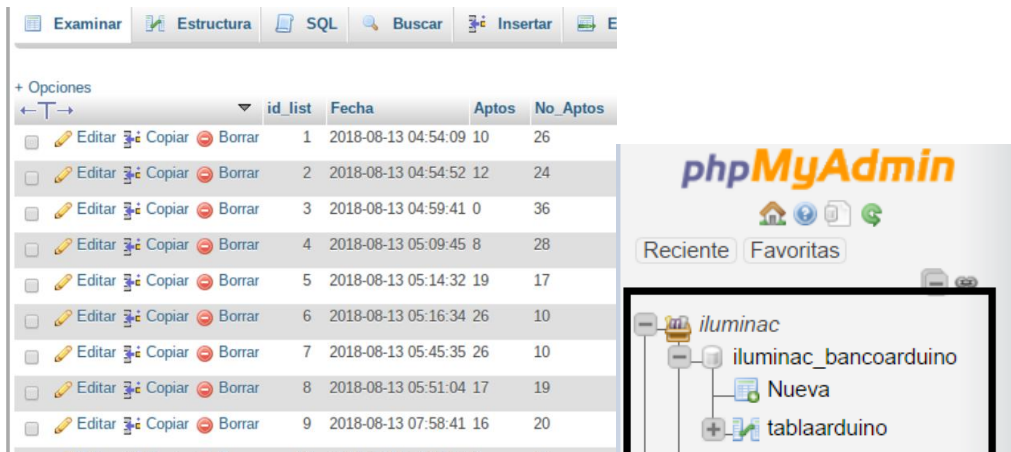 Examinar Estructura SQL Buscar Insertar E
+ Opciones
←T→ id_list Fecha Aptos No_Aptos
Editar Copiar Borrar 1 2018-08-13 04:54:09 10 26
Editar Copiar Borrar 2 2018-08-13 04:54:52 12 24
Editar Copiar Borrar 3 2018-08-13 04:59:41 0 36
Editar Copiar Borrar 4 2018-08-13 05:09:45 8 28
Editar Copiar Borrar 5 2018-08-13 05:14:32 19 17
Editar Copiar Borrar 6 2018-08-13 05:16:34 26 10
Editar Copiar Borrar 7 2018-08-13 05:45:35 26 10
Editar Copiar Borrar 8 2018-08-13 05:51:04 17 19
Editar Copiar Borrar 9 2018-08-13 07:58:41 16 20
phpMyAdmin
Reciente Favoritas
iluminac
iluminac_bancoarduino
Nueva
tablaarduino